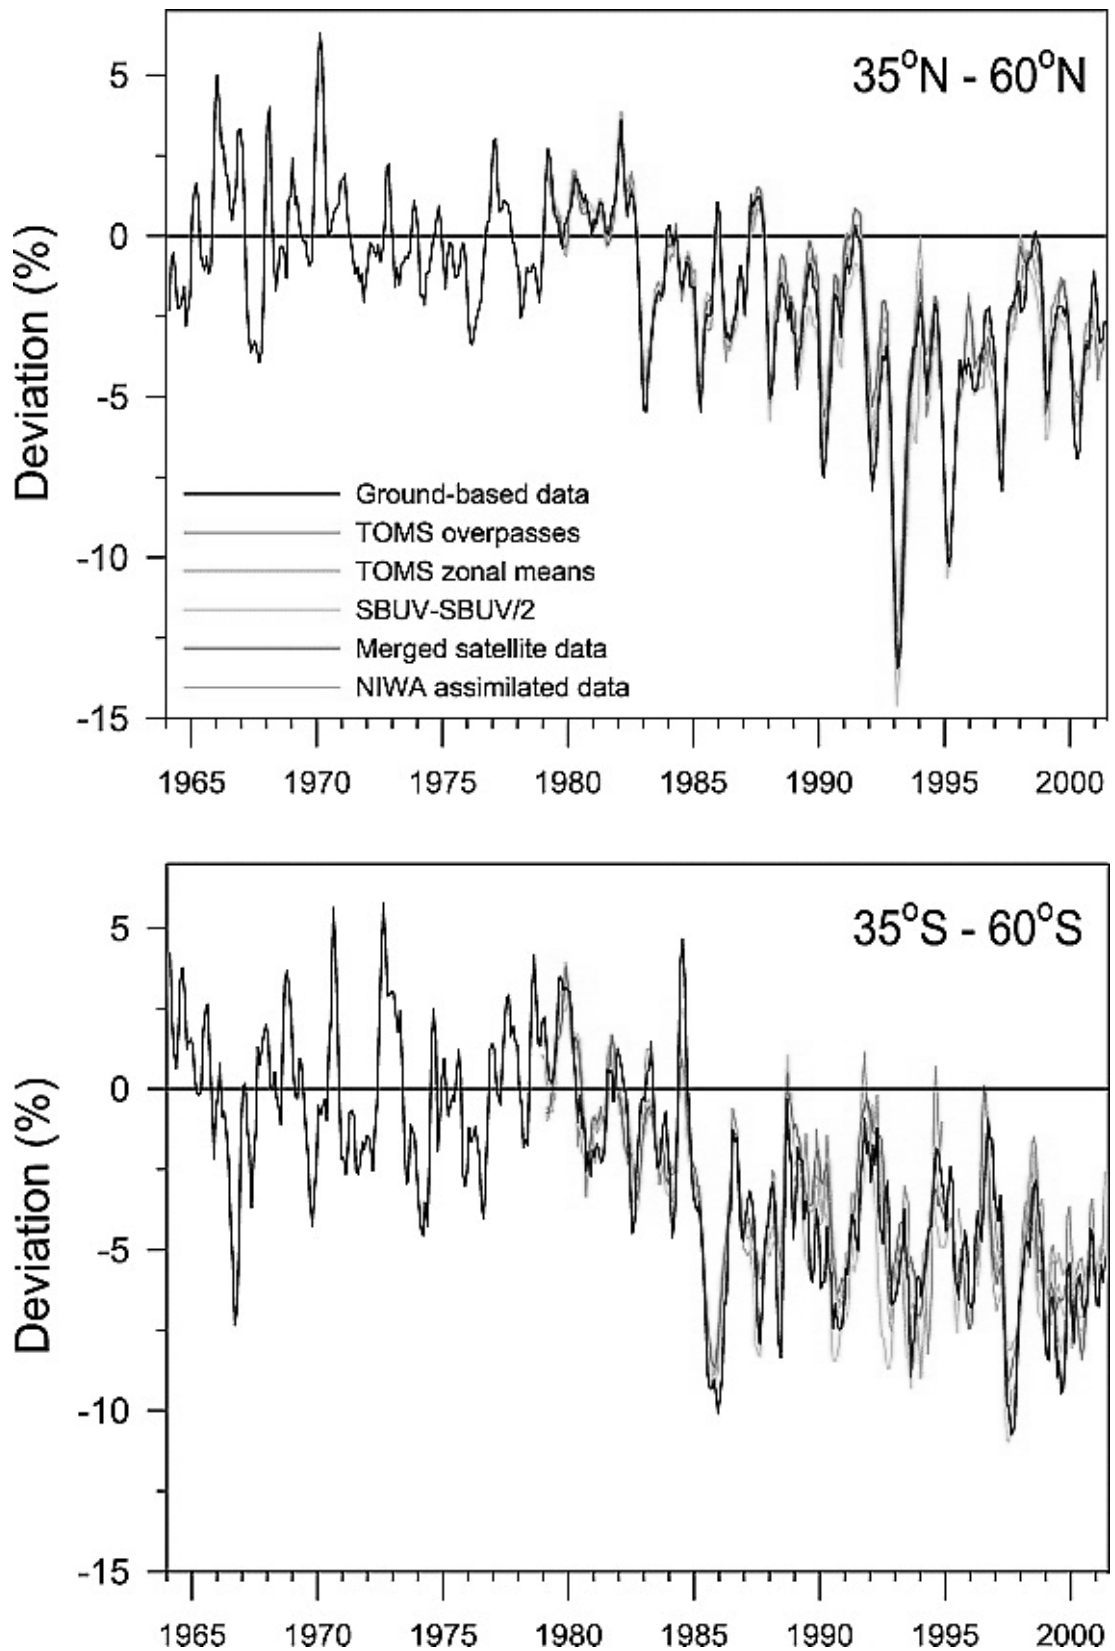 35°N - 60°N
Deviation (%)
5
0
-5
-10
-15
Ground-based data
TOMS overpasses
TOMS zonal means
SBUV-SBUV/2
Merged satellite data
NIWA assimilated data
1965 1970 1975 1980 1985 1990 1995 2000
35°S - 60°S
Deviation (%)
5
0
-5
-10
-15
1965 1970 1975 1980 1985 1990 1995 2000